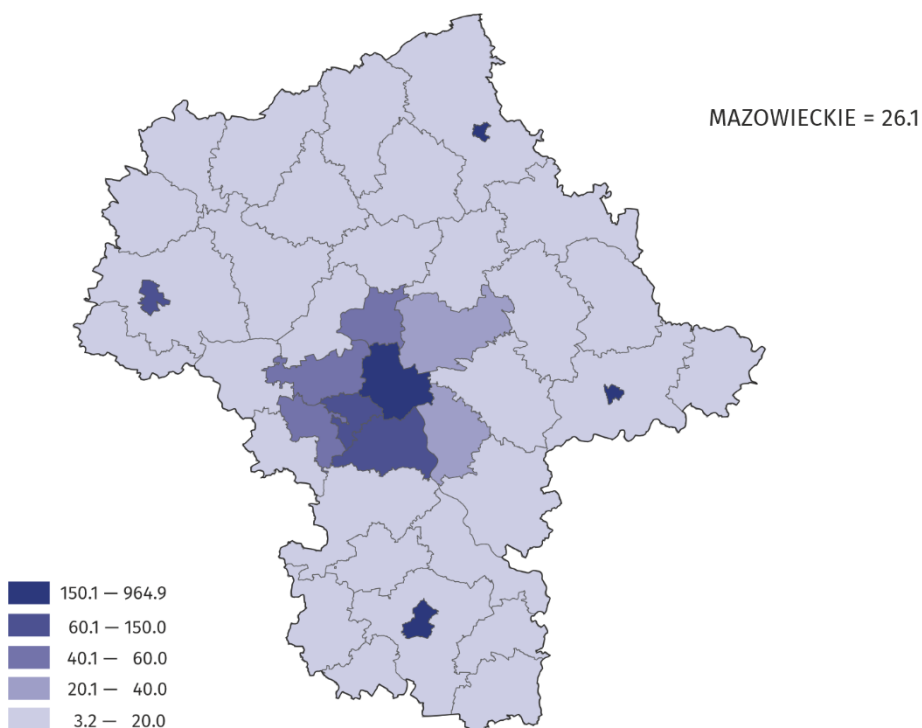 MAZOWIECKIE = 26.1
150.1 — 964.9
60.1 — 150.0
40.1 — 60.0
20.1 — 40.0
3.2 — 20.0